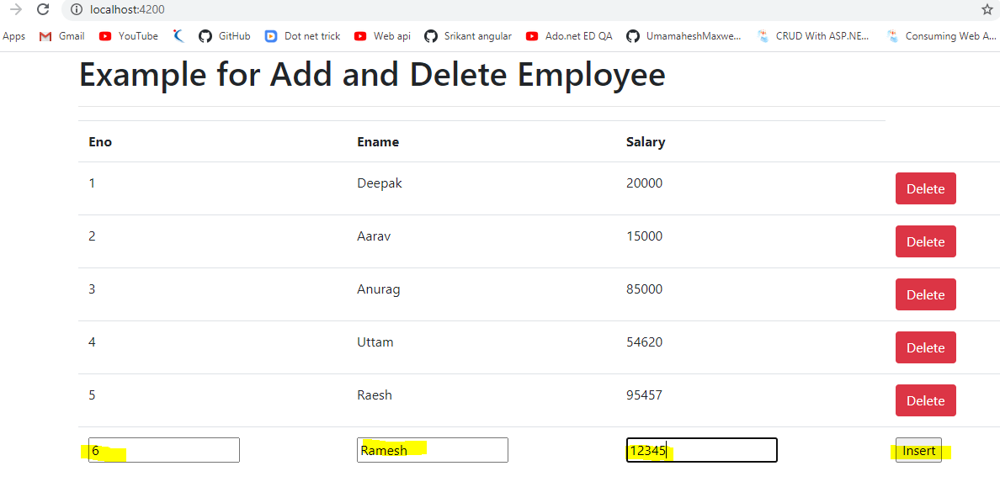 localhost:4200
Apps Gmail YouTube GitHub Dot net trick Web api Srikant angular Ado.net ED QA UmamaheshMaxwe... CRUD With ASP.NE... Consuming Web A...
Example for Add and Delete Employee
Eno Ename Salary
1 Deepak 20000 Delete
2 Aarav 15000 Delete
3 Anurag 85000 Delete
4 Uttam 54620 Delete
5 Raesh 95457 Delete
6 Ramesh 12345 Insert